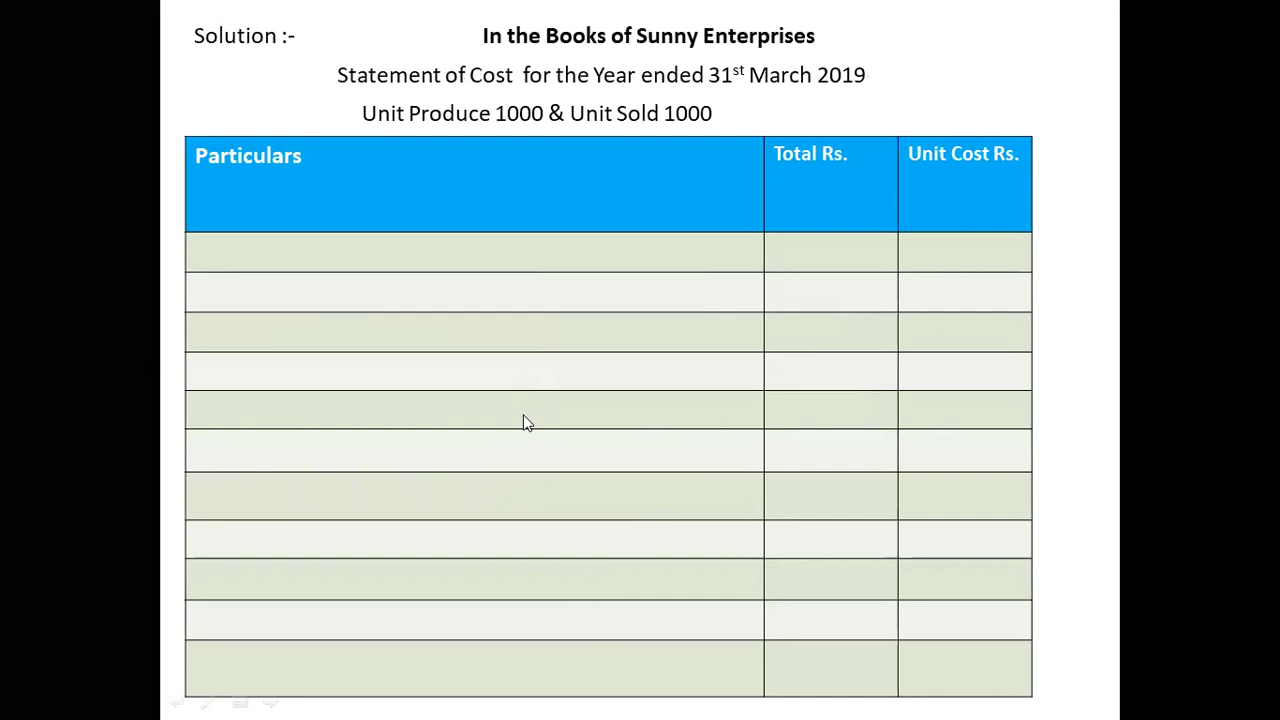 Solution :- In the Books of Sunny Enterprises
Statement of Cost for the Year ended 31st March 2019
Unit Produce 1000 & Unit Sold 1000
Particulars Total Rs. Unit Cost Rs.